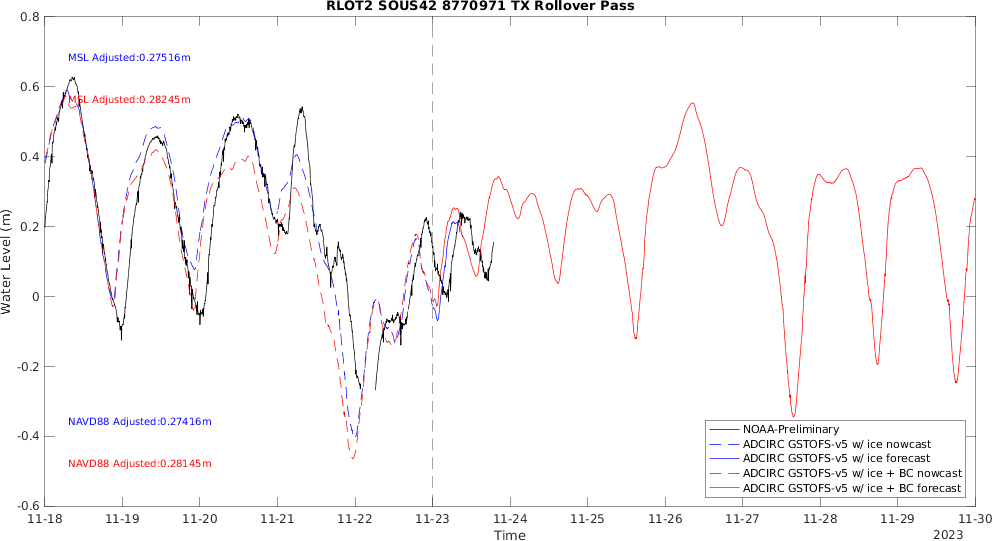 RLOT2 SOUS42 8770971 TX Rollover Pass
0.8
MSL Adjusted:0.27516m
0.6
MSL Adjusted:0.28245m
0.4
0.2
Water Level (m)
0
-0.2
NAVD88 Adjusted:0.27416m
-0.4
NAVD88 Adjusted:0.28145m
-0.6
NOAA-Preliminary
ADCIRC GSTOFS-v5 w/ ice nowcast
ADCIRC GSTOFS-v5 w/ ice forecast
ADCIRC GSTOFS-v5 w/ ice + BC nowcast
ADCIRC GSTOFS-v5 w/ ice + BC forecast
11-18 11-19 11-20 11-21 11-22 11-23 11-24 11-25 11-26 11-27 11-28 11-29 11-30
Time
2023